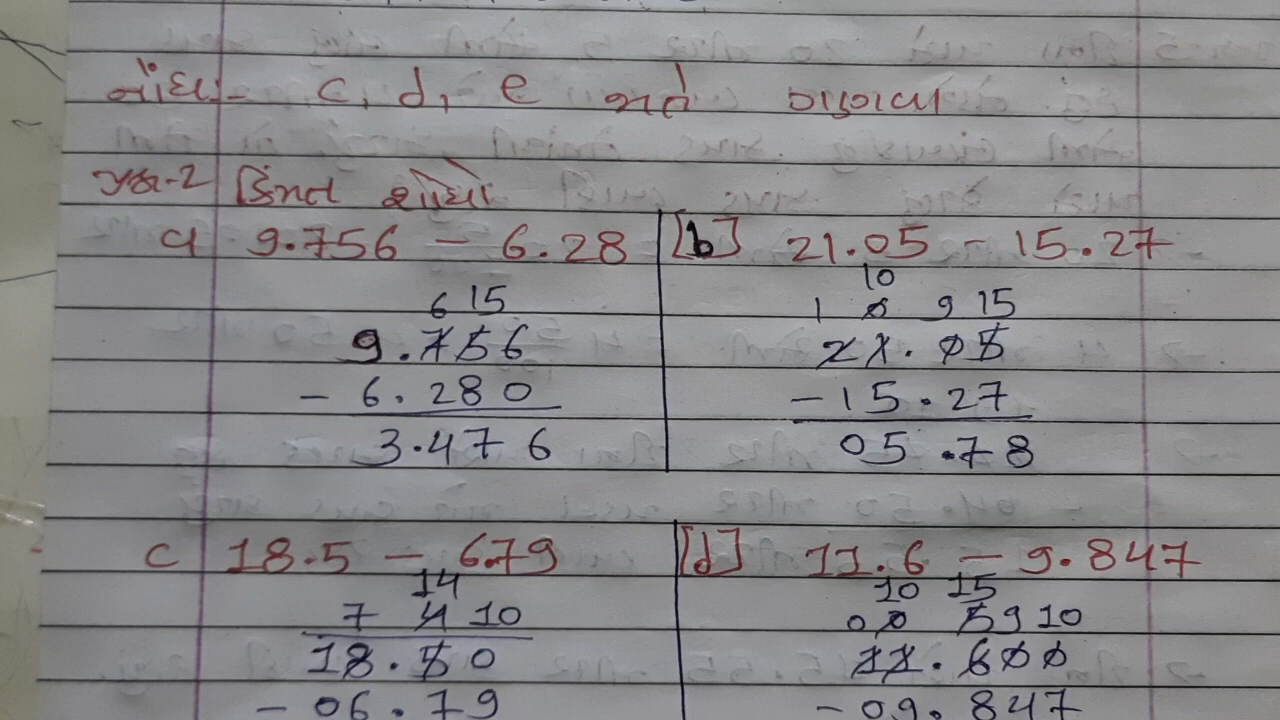 નોંધ:- c, d, e જાતે ગણવા
પ્રશ્ન-2 કિંમત શોધો
a 9.756 - 6.28
6 15
9.756
- 6.280
3.476
[b] 21.05 - 15.27
10
1 0 9 15
21.05
-15.27
05.78
c 18.5 - 6.79
14
7 4 10
18.50
- 06.79
[d] 11.6 - 9.847
10 15
0 0 5 9 10
11.600
- 09.847